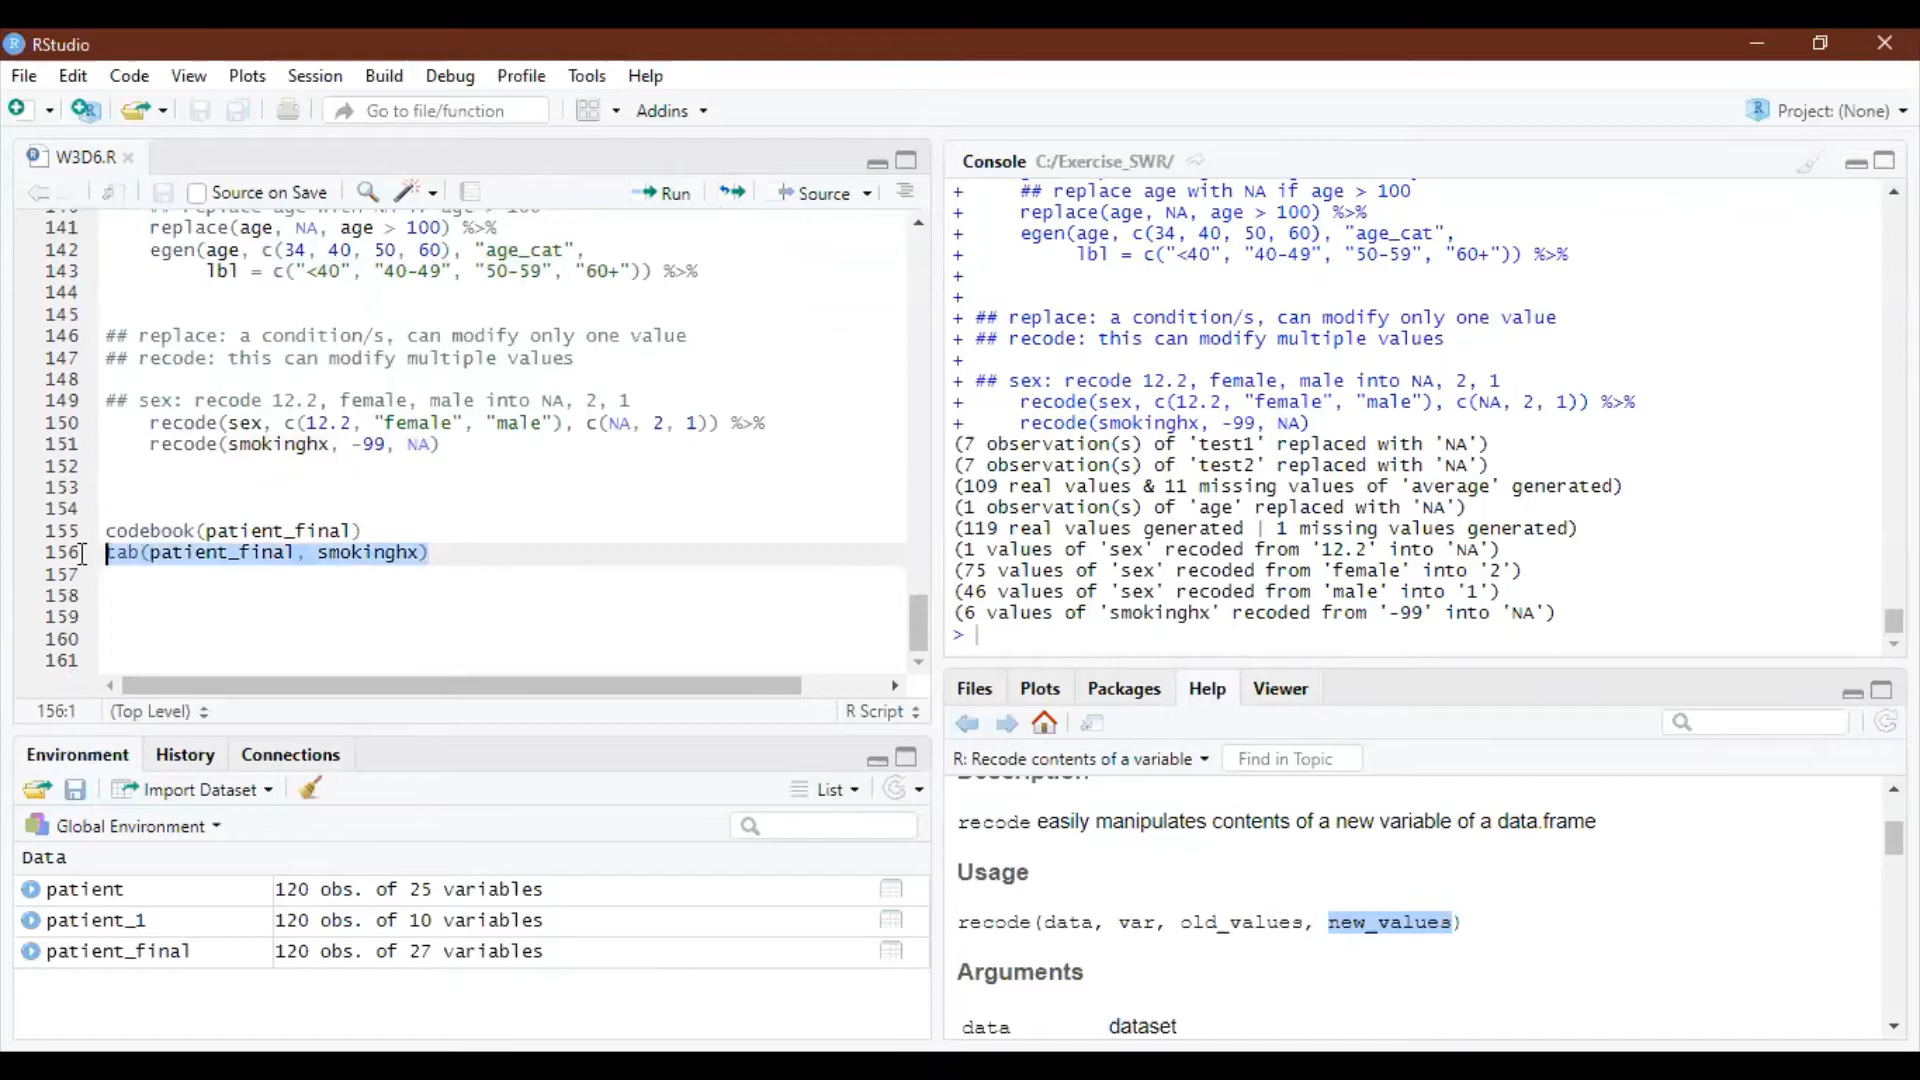 RStudio
File Edit Code View Plots Session Build Debug Profile Tools Help
Go to file/function Addins Project: (None)
W3D6.R
Source on Save Run Source
141 replace(age, NA, age > 100) %>%
142 egen(age, c(34, 40, 50, 60), "age_cat",
143 lbl = c("<40", "40-49", "50-59", "60+")) %>%
144
145
146 ## replace: a condition/s, can modify only one value
147 ## recode: this can modify multiple values
148
149 ## sex: recode 12.2, female, male into NA, 2, 1
150 recode(sex, c(12.2, "female", "male"), c(NA, 2, 1)) %>%
151 recode(smokinghx, -99, NA)
152
153
154
155 codebook(patient_final)
156 tab(patient_final, smokinghx)
157
158
159
160
161
156:1 (Top Level) R Script
Environment History Connections
Import Dataset List
Global Environment
Data
patient 120 obs. of 25 variables
patient_1 120 obs. of 10 variables
patient_final 120 obs. of 27 variables
Console C:/Exercise_SWR/
+ ## replace age with NA if age > 100
+ replace(age, NA, age > 100) %>%
+ egen(age, c(34, 40, 50, 60), "age_cat",
+ lbl = c("<40", "40-49", "50-59", "60+")) %>%
+
+
+ ## replace: a condition/s, can modify only one value
+ ## recode: this can modify multiple values
+
+ ## sex: recode 12.2, female, male into NA, 2, 1
+ recode(sex, c(12.2, "female", "male"), c(NA, 2, 1)) %>%
+ recode(smokinghx, -99, NA)
(7 observation(s) of 'test1' replaced with 'NA')
(7 observation(s) of 'test2' replaced with 'NA')
(109 real values & 11 missing values of 'average' generated)
(1 observation(s) of 'age' replaced with 'NA')
(119 real values generated | 1 missing values generated)
(1 values of 'sex' recoded from '12.2' into 'NA')
(75 values of 'sex' recoded from 'female' into '2')
(46 values of 'sex' recoded from 'male' into '1')
(6 values of 'smokinghx' recoded from '-99' into 'NA')
>
Files Plots Packages Help Viewer
R: Recode contents of a variable Find in Topic
Description
recode easily manipulates contents of a new variable of a data.frame
Usage
recode(data, var, old_values, new_values)
Arguments
data dataset